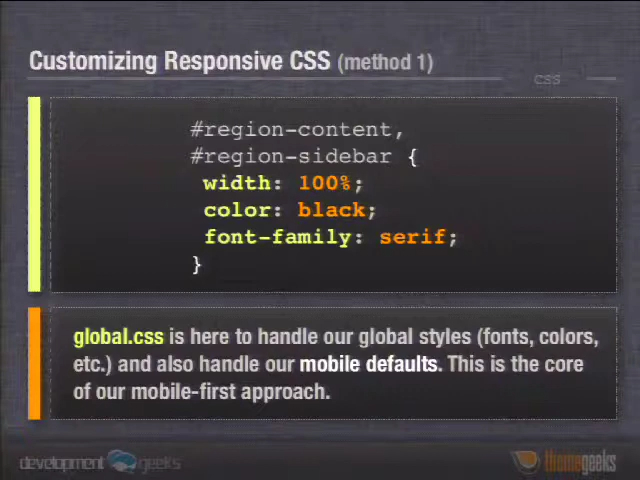 Customizing Responsive CSS (method 1)
css
#region-content,
#region-sidebar {
width: 100%;
color: black;
font-family: serif;
}
global.css is here to handle our global styles (fonts, colors,
etc.) and also handle our mobile defaults. This is the core
of our mobile-first approach.
development geeks
themegeeks